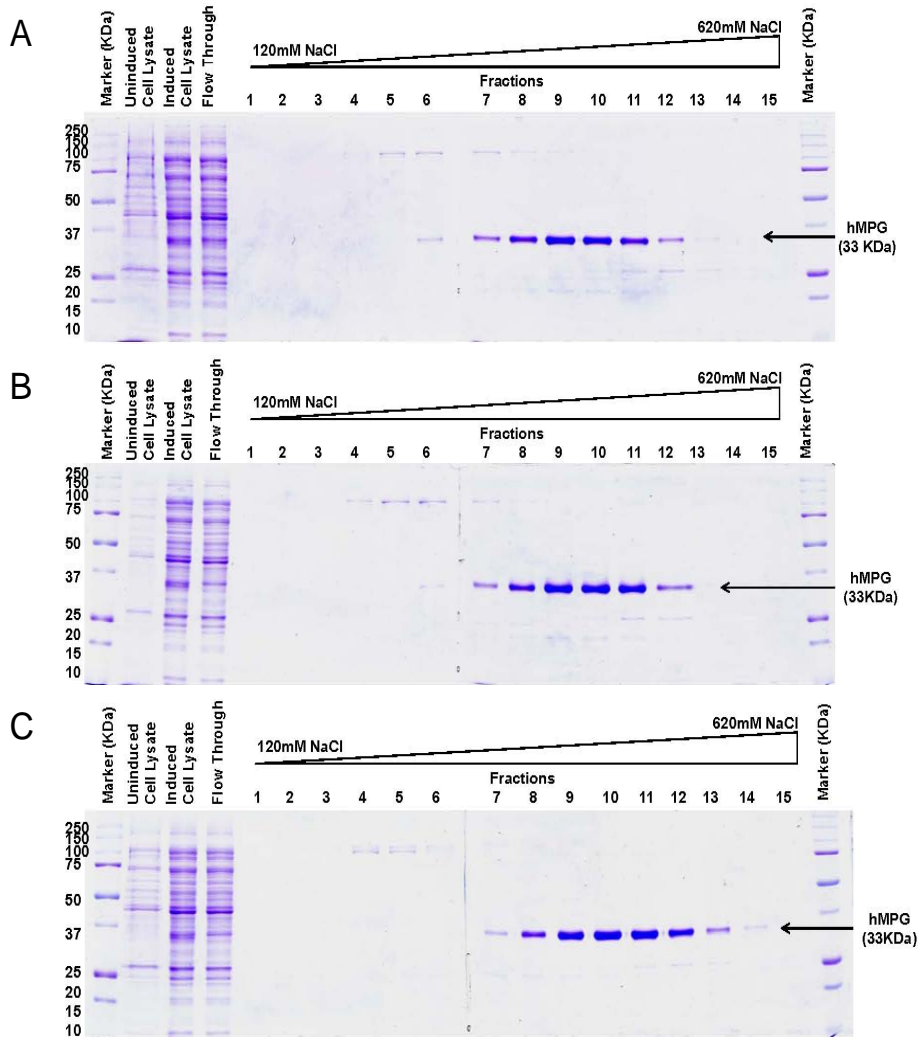 A
Marker (KDa)
Uninduced
Cell Lysate
Induced
Cell Lysate
Flow Through
120mM NaCl
620mM NaCl
Fractions
1 2 3 4 5 6 7 8 9 10 11 12 13 14 15
Marker (KDa)
250
150
100
75
50
37
25
20
15
10
hMPG
(33 KDa)
B
Marker (KDa)
Uninduced
Cell Lysate
Induced
Cell Lysate
Flow Through
120mM NaCl
620mM NaCl
Fractions
1 2 3 4 5 6 7 8 9 10 11 12 13 14 15
Marker (KDa)
250
150
100
75
50
37
25
20
15
10
hMPG
(33KDa)
C
Marker (KDa)
Uninduced
Cell Lysate
Induced
Cell Lysate
Flow Through
120mM NaCl
620mM NaCl
Fractions
1 2 3 4 5 6 7 8 9 10 11 12 13 14 15
Marker (KDa)
250
150
100
75
50
37
25
20
15
10
hMPG
(33KDa)